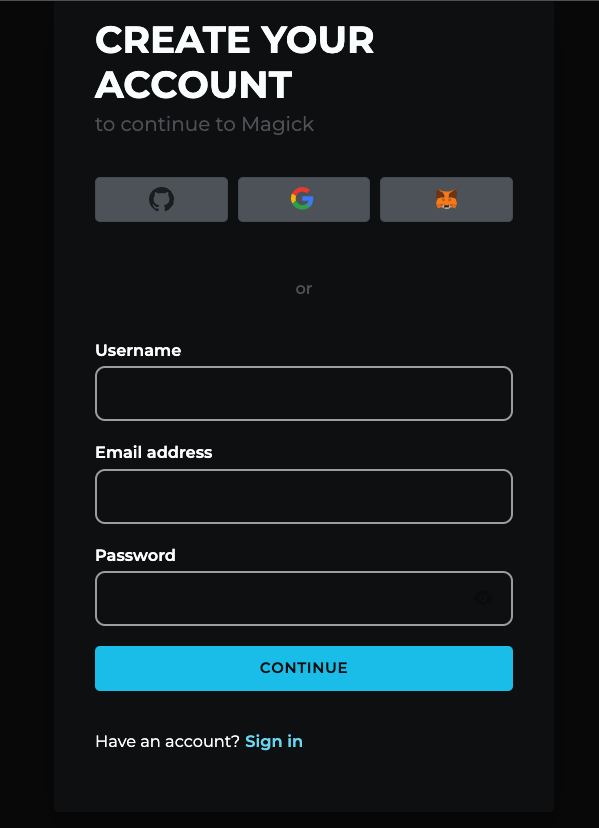 CREATE YOUR
ACCOUNT
to continue to Magick
or
Username
Email address
Password
CONTINUE
Have an account? Sign in